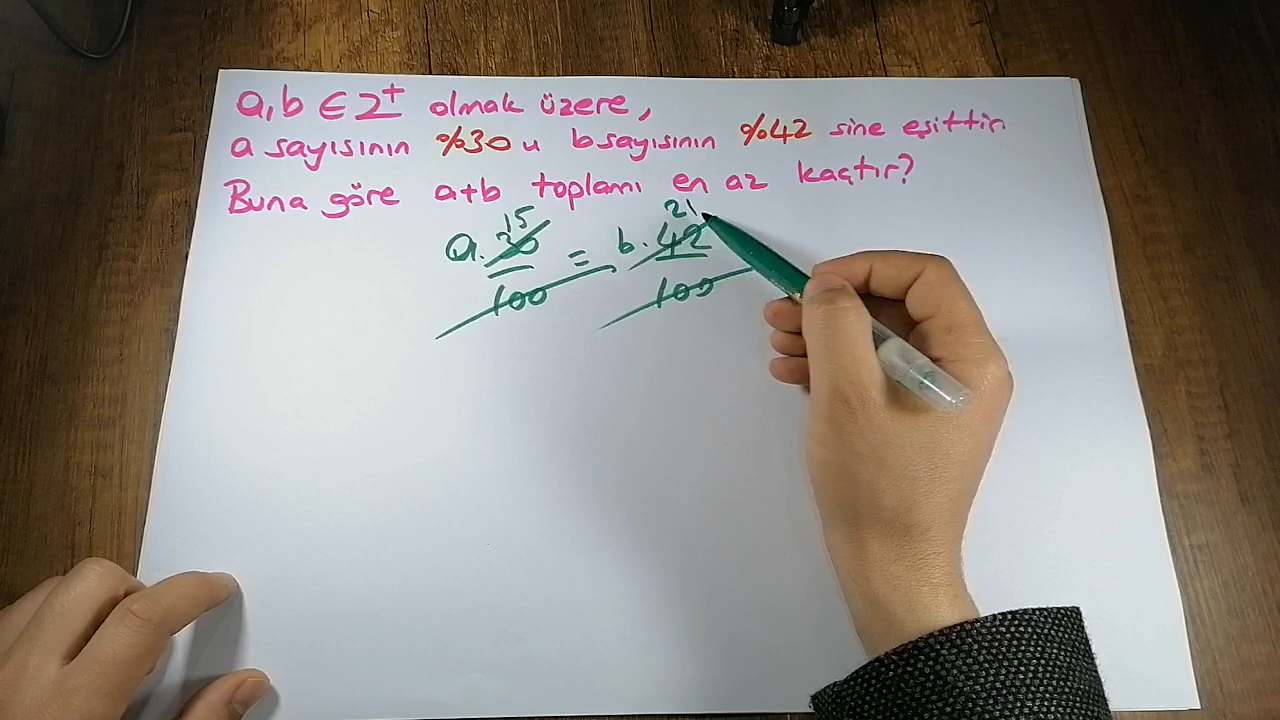 a,b ∈ Z⁺ olmak üzere,
a sayısının %30 u b sayısının %42 sine eşittir
Buna göre a+b toplamı en az kaçtır?
15 21
a. 30 = b. 42
100 100